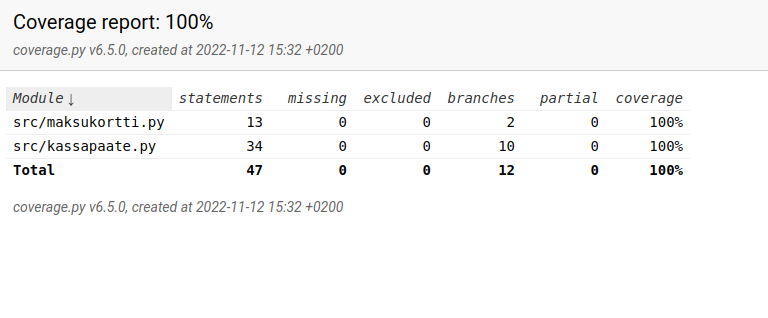 Coverage report: 100%
coverage.py v6.5.0, created at 2022-11-12 15:32 +0200
Module ↓ statements missing excluded branches partial coverage
src/maksukortti.py 13 0 0 2 0 100%
src/kassapaate.py 34 0 0 10 0 100%
Total 47 0 0 12 0 100%
coverage.py v6.5.0, created at 2022-11-12 15:32 +0200